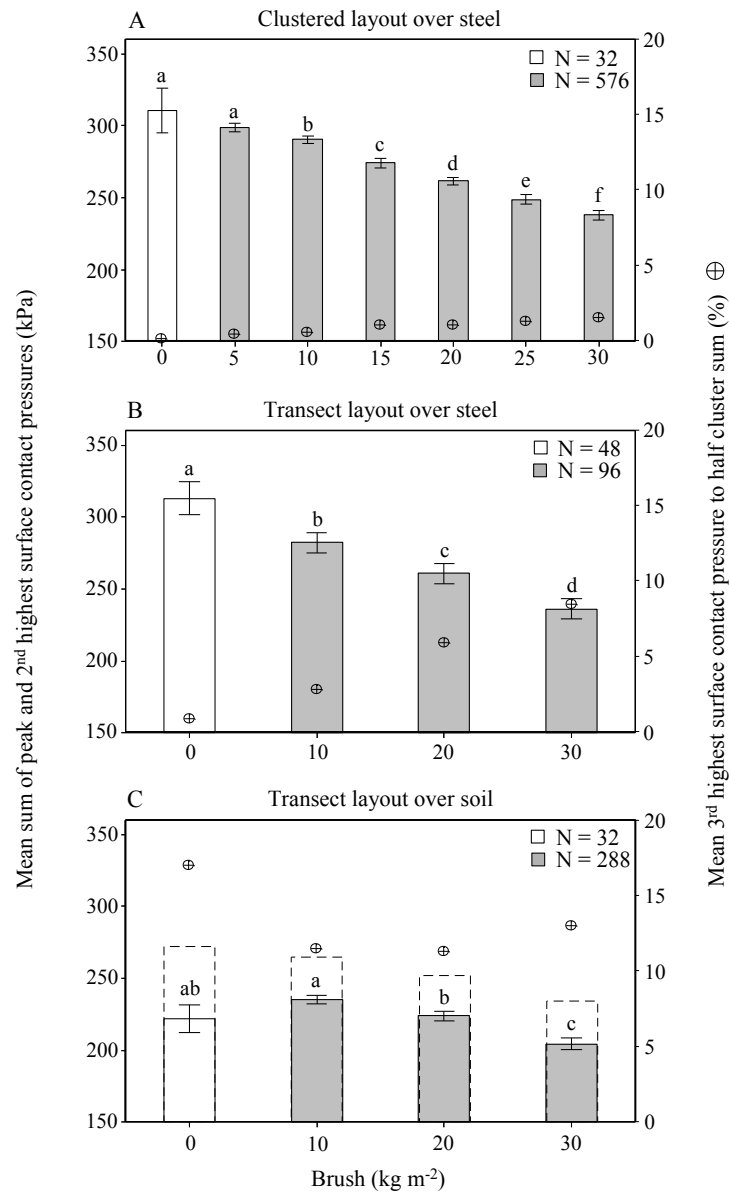 A Clustered layout over steel
N = 32
N = 576
350
300
250
200
150
20
15
10
5
0
a a b c d e f
0 5 10 15 20 25 30
B Transect layout over steel
N = 48
N = 96
350
300
250
200
150
20
15
10
5
0
a b c d
0 10 20 30
C Transect layout over soil
N = 32
N = 288
350
300
250
200
150
20
15
10
5
0
ab a b c
0 10 20 30
Brush (kg m⁻²)
Mean sum of peak and 2ⁿᵈ highest surface contact pressures (kPa)
Mean 3ʳᵈ highest surface contact pressure to half cluster sum (%) ⊕